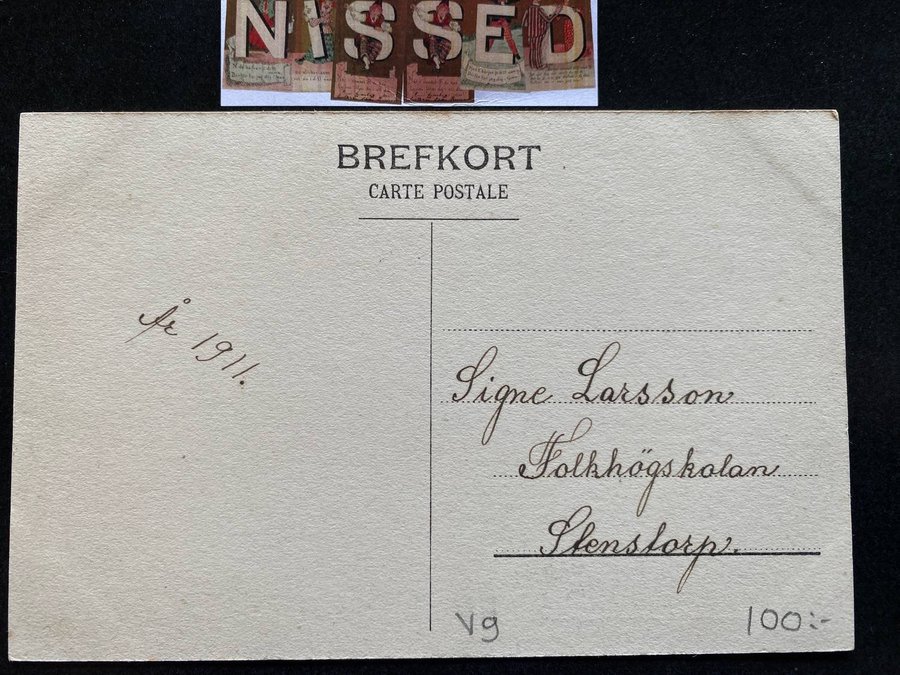 NISSED
BREFKORT
CARTE POSTALE
År 1911.
Signe Larsson
Folkhögskolan
Stenstorp.
Vg
100:-